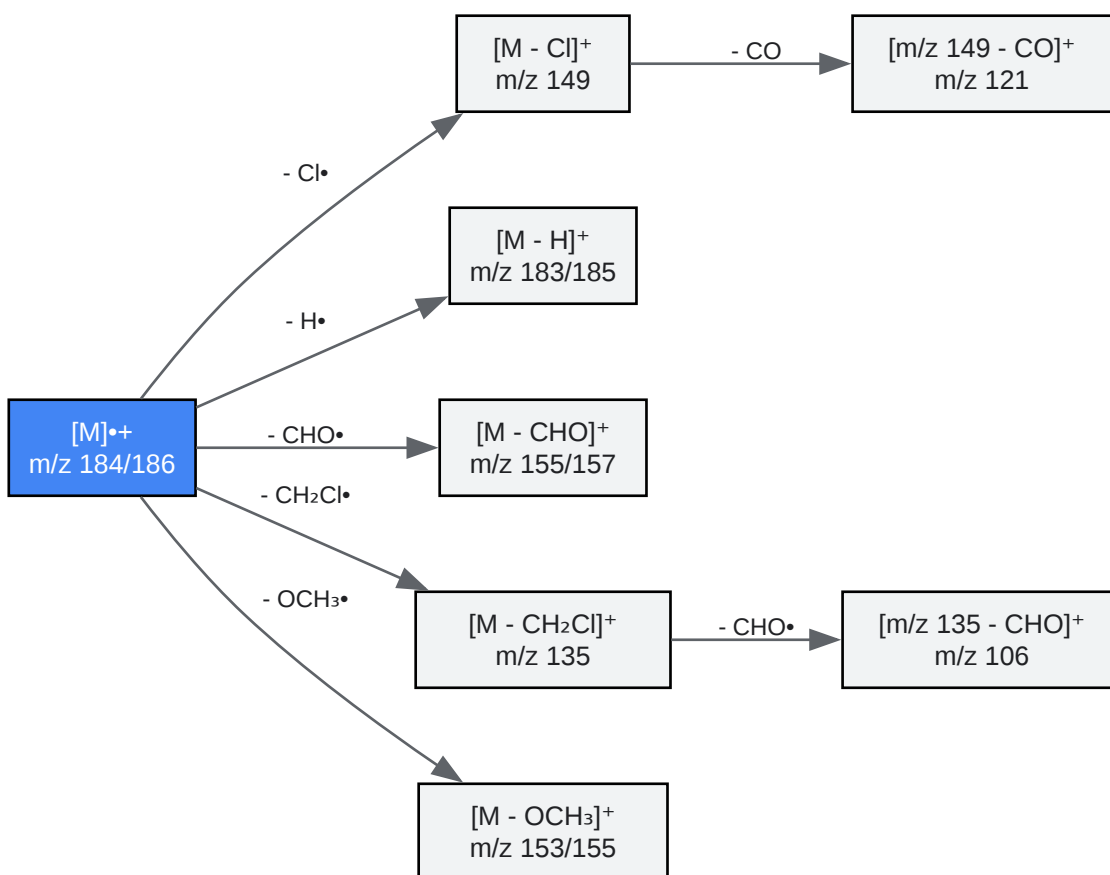 [M - Cl]⁺
m/z 149
- CO
[m/z 149 - CO]⁺
m/z 121
- Cl•
[M - H]⁺
m/z 183/185
- H•
[M]•+
m/z 184/186
- CHO•
[M - CHO]⁺
m/z 155/157
- CH₂Cl•
- OCH₃•
[M - CH₂Cl]⁺
m/z 135
- CHO•
[m/z 135 - CHO]⁺
m/z 106
[M - OCH₃]⁺
m/z 153/155